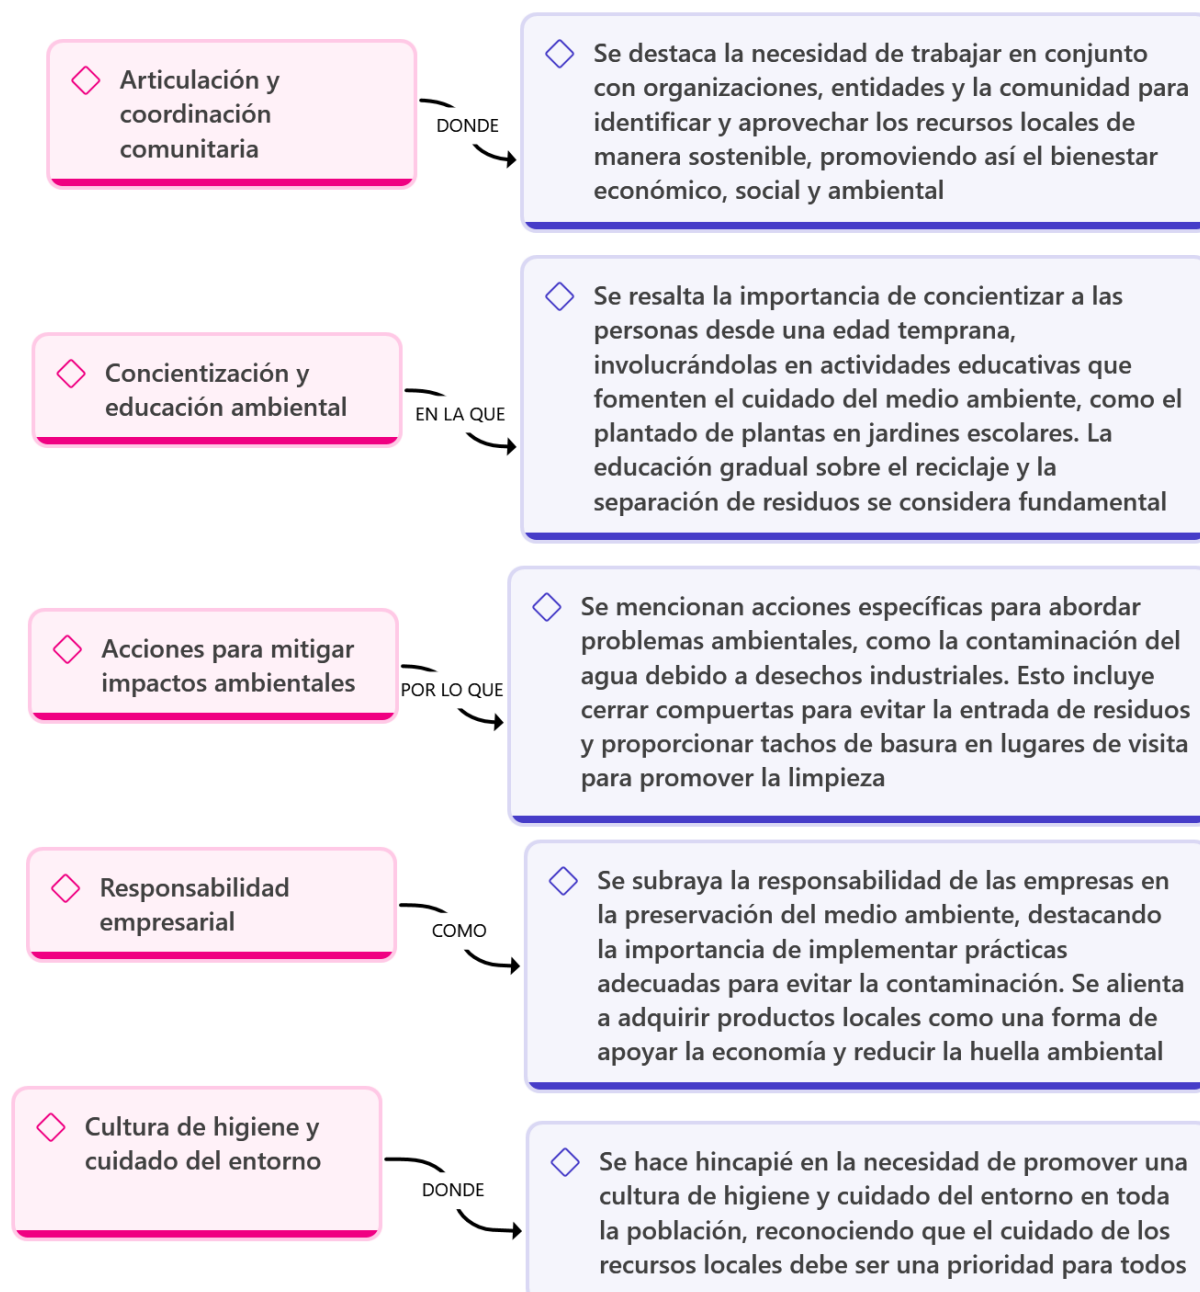 Articulación y
coordinación
comunitaria
DONDE
Se destaca la necesidad de trabajar en conjunto
con organizaciones, entidades y la comunidad para
identificar y aprovechar los recursos locales de
manera sostenible, promoviendo así el bienestar
económico, social y ambiental
Concientización y
educación ambiental
EN LA QUE
Se resalta la importancia de concientizar a las
personas desde una edad temprana,
involucrándolas en actividades educativas que
fomenten el cuidado del medio ambiente, como el
plantado de plantas en jardines escolares. La
educación gradual sobre el reciclaje y la
separación de residuos se considera fundamental
Acciones para mitigar
impactos ambientales
POR LO QUE
Se mencionan acciones específicas para abordar
problemas ambientales, como la contaminación del
agua debido a desechos industriales. Esto incluye
cerrar compuertas para evitar la entrada de residuos
y proporcionar tachos de basura en lugares de visita
para promover la limpieza
Responsabilidad
empresarial
COMO
Se subraya la responsabilidad de las empresas en
la preservación del medio ambiente, destacando
la importancia de implementar prácticas
adecuadas para evitar la contaminación. Se alienta
a adquirir productos locales como una forma de
apoyar la economía y reducir la huella ambiental
Cultura de higiene y
cuidado del entorno
DONDE
Se hace hincapié en la necesidad de promover una
cultura de higiene y cuidado del entorno en toda
la población, reconociendo que el cuidado de los
recursos locales debe ser una prioridad para todos